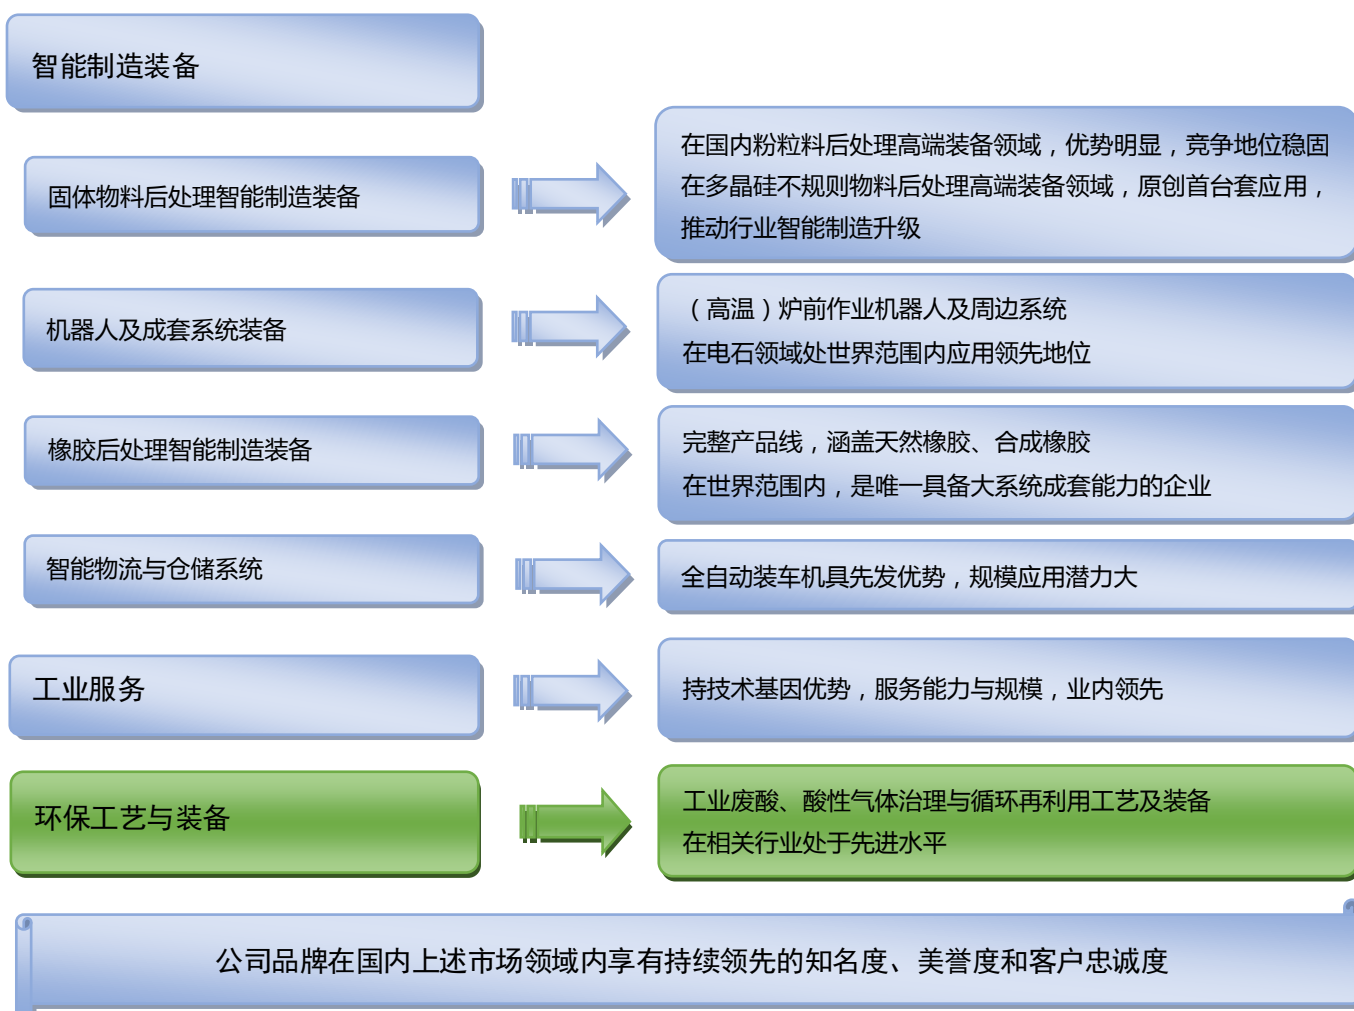 智能制造装备
固体物料后处理智能制造装备
在国内粉粒料后处理高端装备领域，优势明显，竞争地位稳固
在多晶硅不规则物料后处理高端装备领域，原创首台套应用，
推动行业智能制造升级
机器人及成套系统装备
（高温）炉前作业机器人及周边系统
在电石领域处世界范围内应用领先地位
橡胶后处理智能制造装备
完整产品线，涵盖天然橡胶、合成橡胶
在世界范围内，是唯一具备大系统成套能力的企业
智能物流与仓储系统
全自动装车机具先发优势，规模应用潜力大
工业服务
持技术基因优势，服务能力与规模，业内领先
环保工艺与装备
工业废酸、酸性气体治理与循环再利用工艺及装备
在相关行业处于先进水平
公司品牌在国内上述市场领域内享有持续领先的知名度、美誉度和客户忠诚度